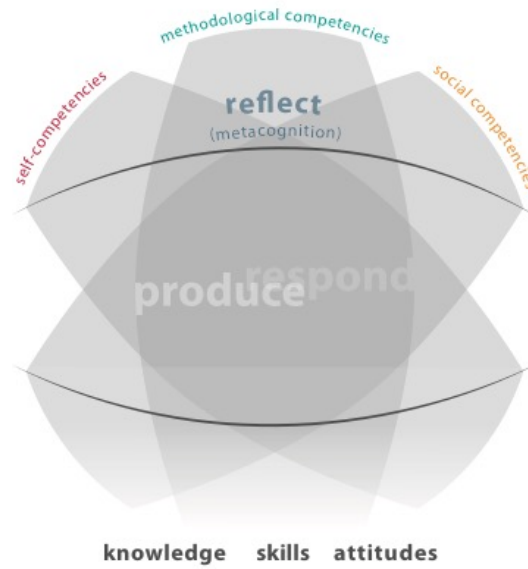 methodological competencies
self-competencies
social competencies
reflect
(metacognition)
respond
produce
knowledge skills attitudes